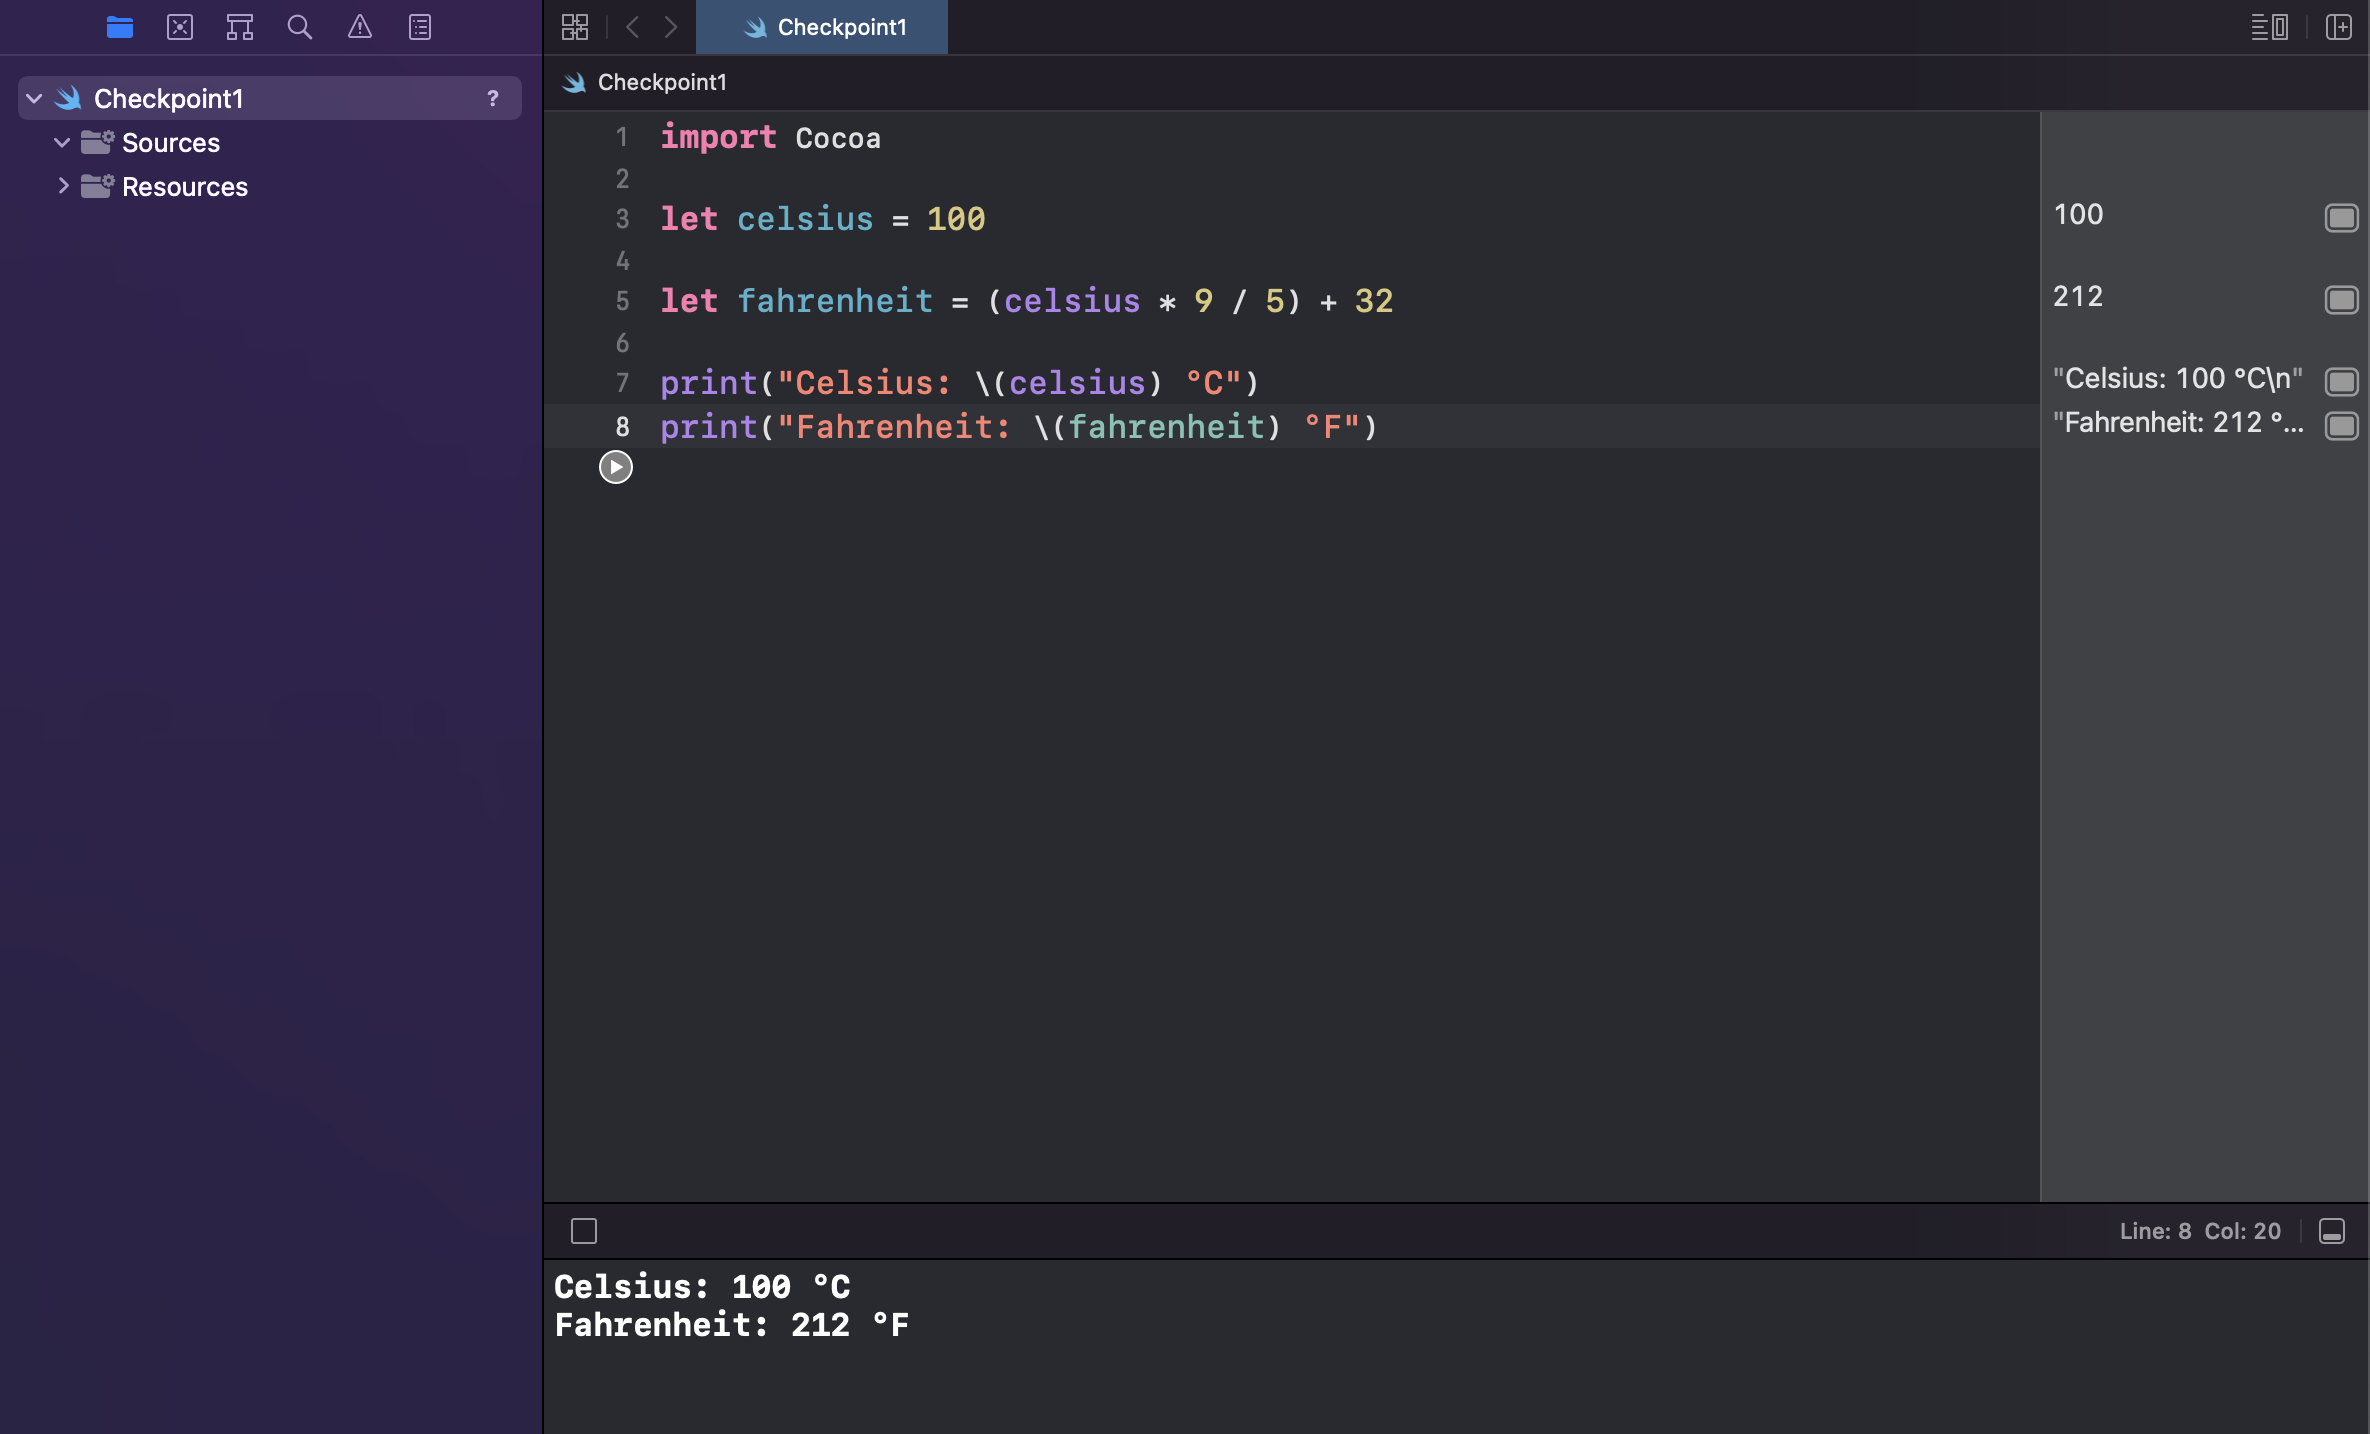 Checkpoint1
Checkpoint1 ?
Sources
Resources
Checkpoint1
1 import Cocoa
2
3 let celsius = 100
4
5 let fahrenheit = (celsius * 9 / 5) + 32
6
7 print("Celsius: \(celsius) °C")
8 print("Fahrenheit: \(fahrenheit) °F")
100
212
"Celsius: 100 °C\n"
"Fahrenheit: 212 °...
Line: 8 Col: 20
Celsius: 100 °C
Fahrenheit: 212 °F